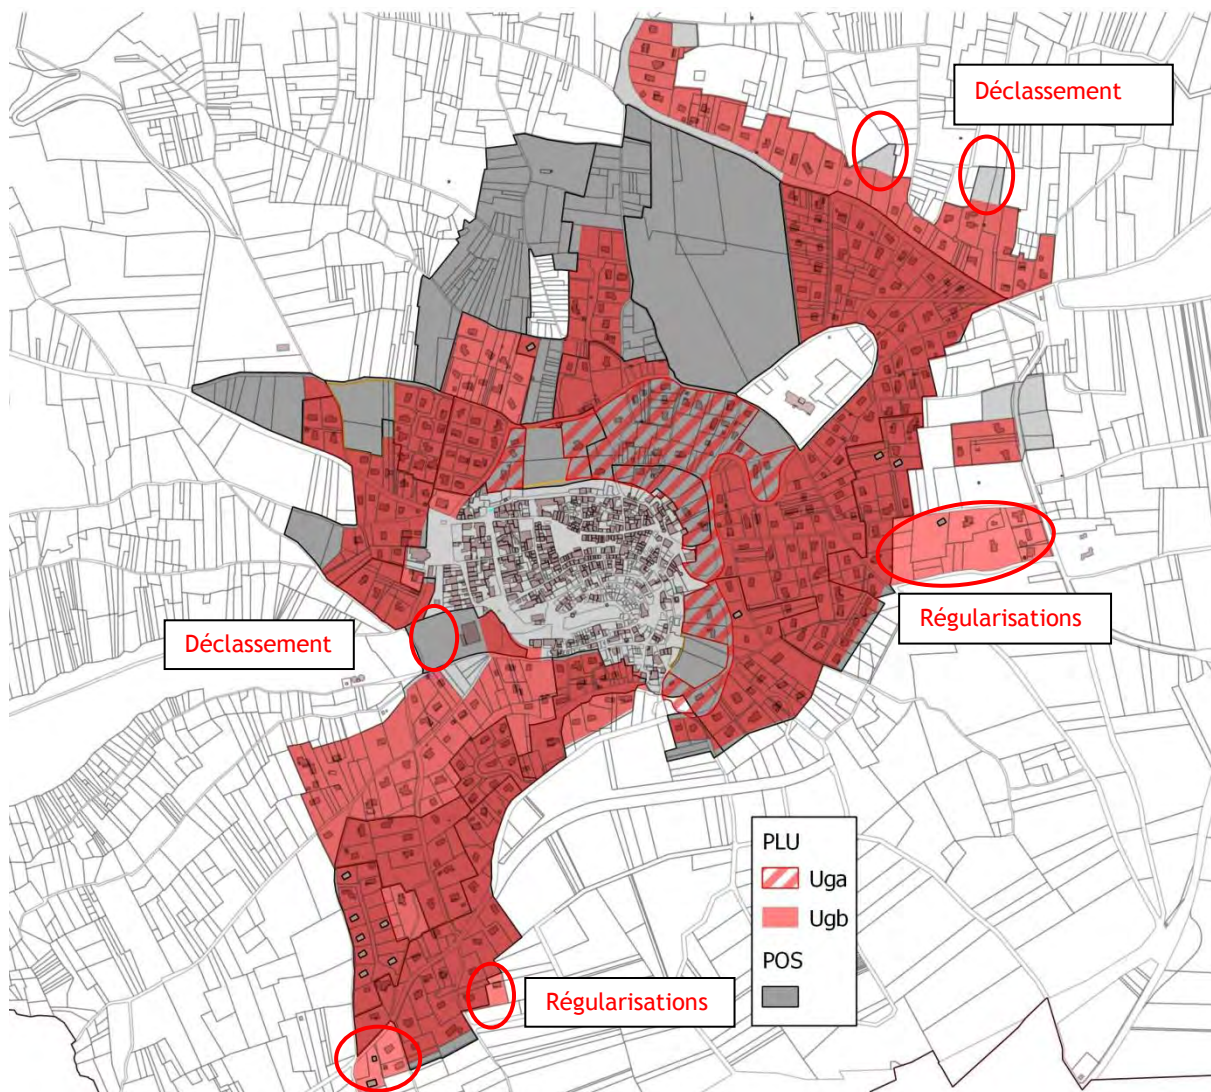 Déclassement
Régularisations
Déclassement
PLU
Uga
Ugb
POS
Régularisations